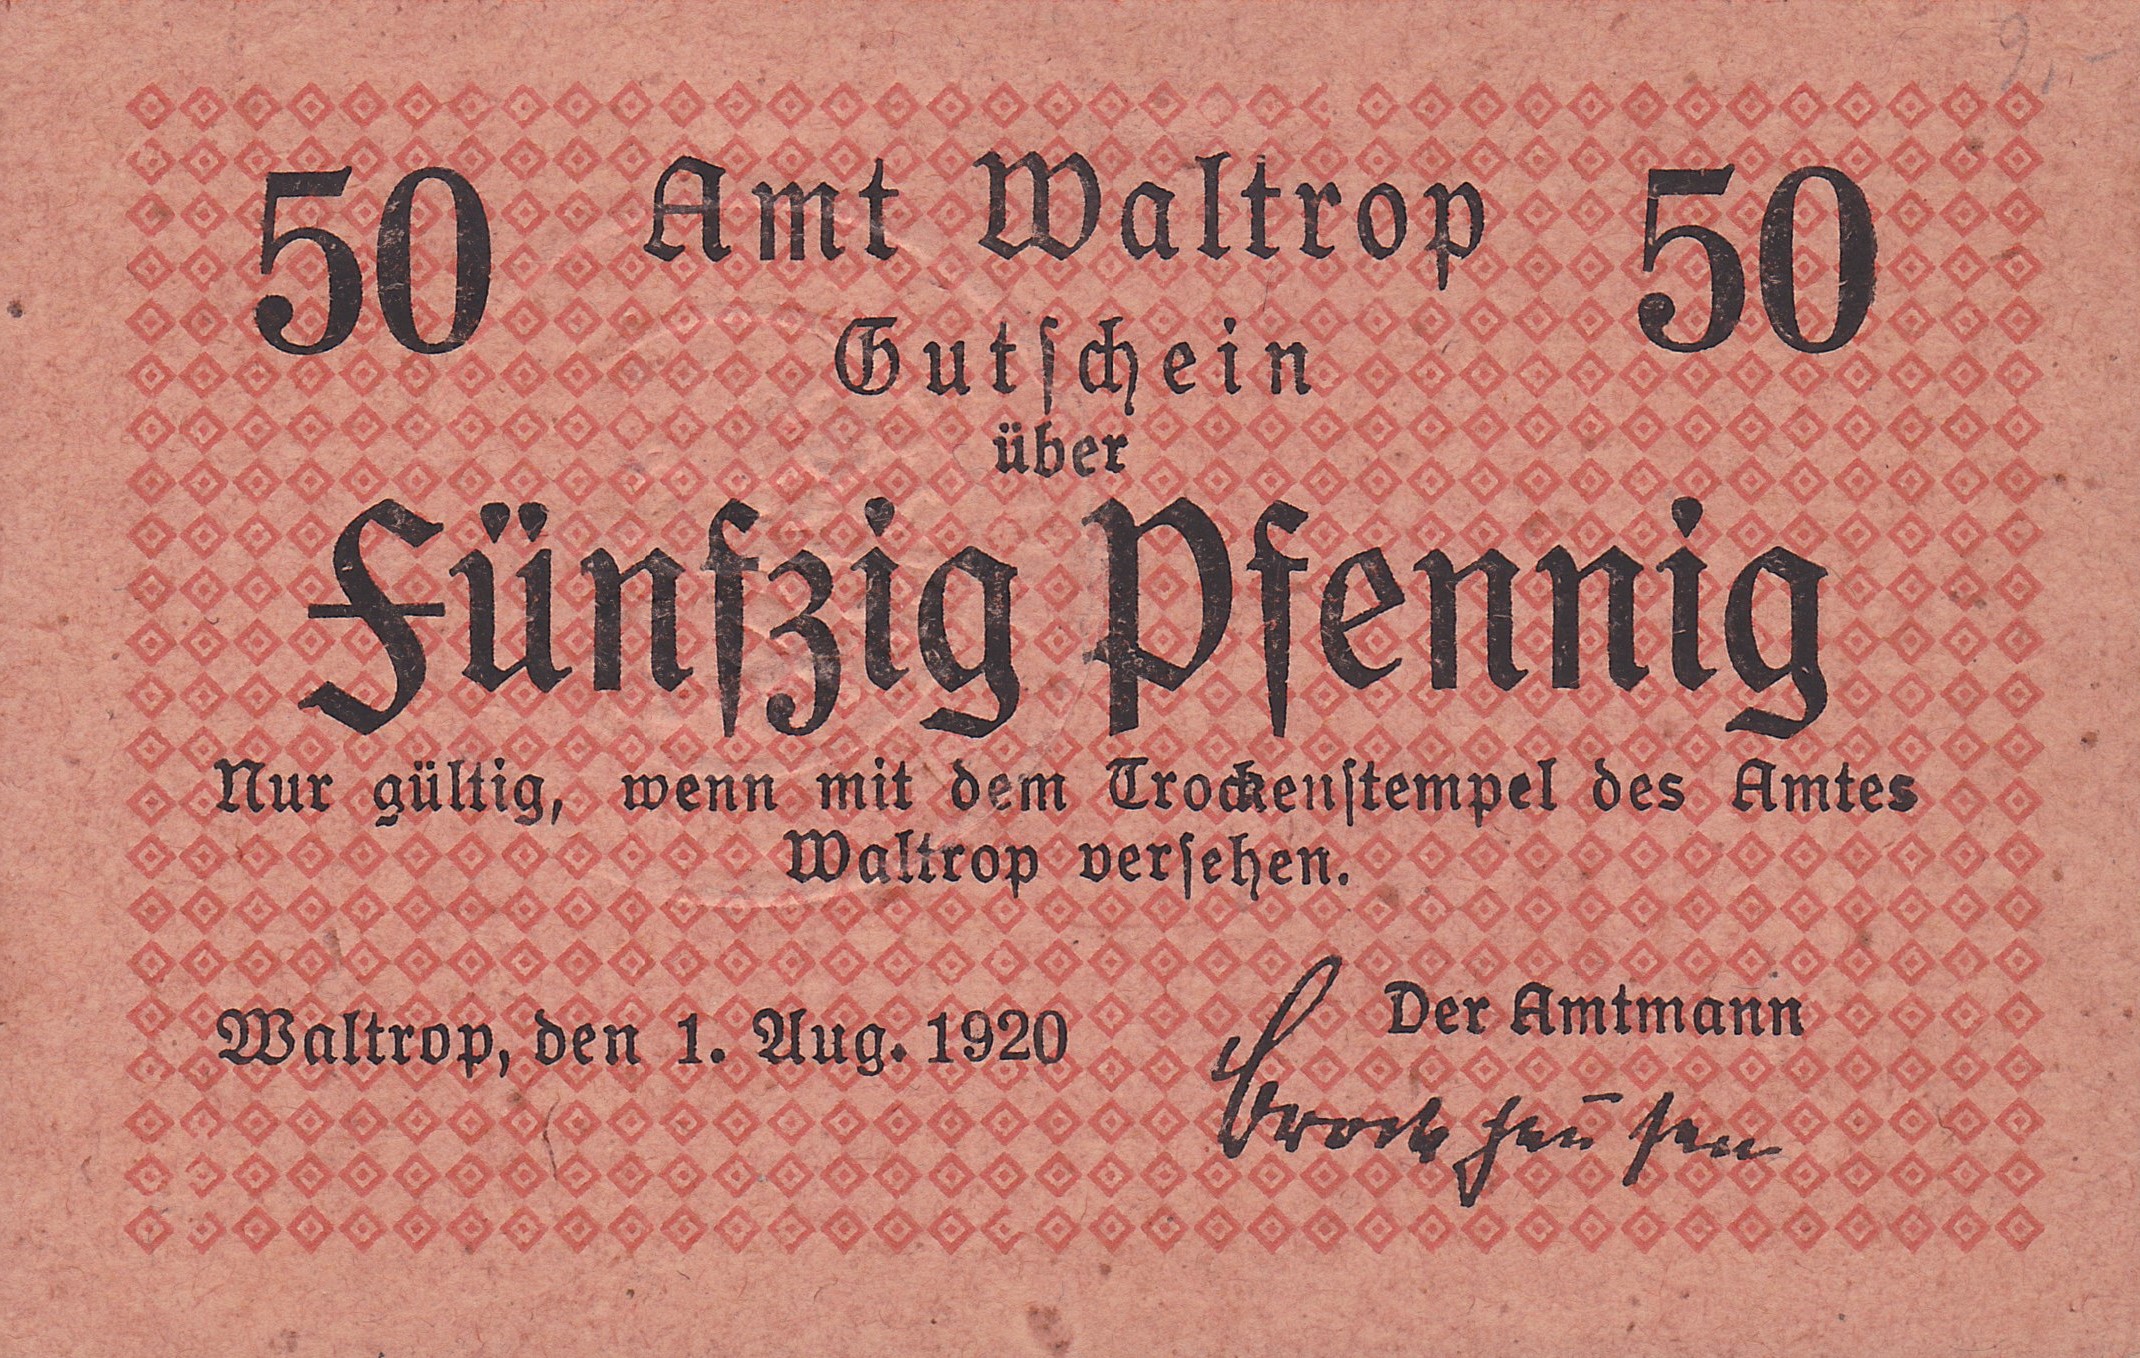 50 Amt Waltrop 50
Gutschein
über
Fünfzig Pfennig
Nur gültig, wenn mit dem Trockenstempel des Amtes
Waltrop versehen.
Waltrop, den 1. Aug. 1920
Der Amtmann
Brockhausen